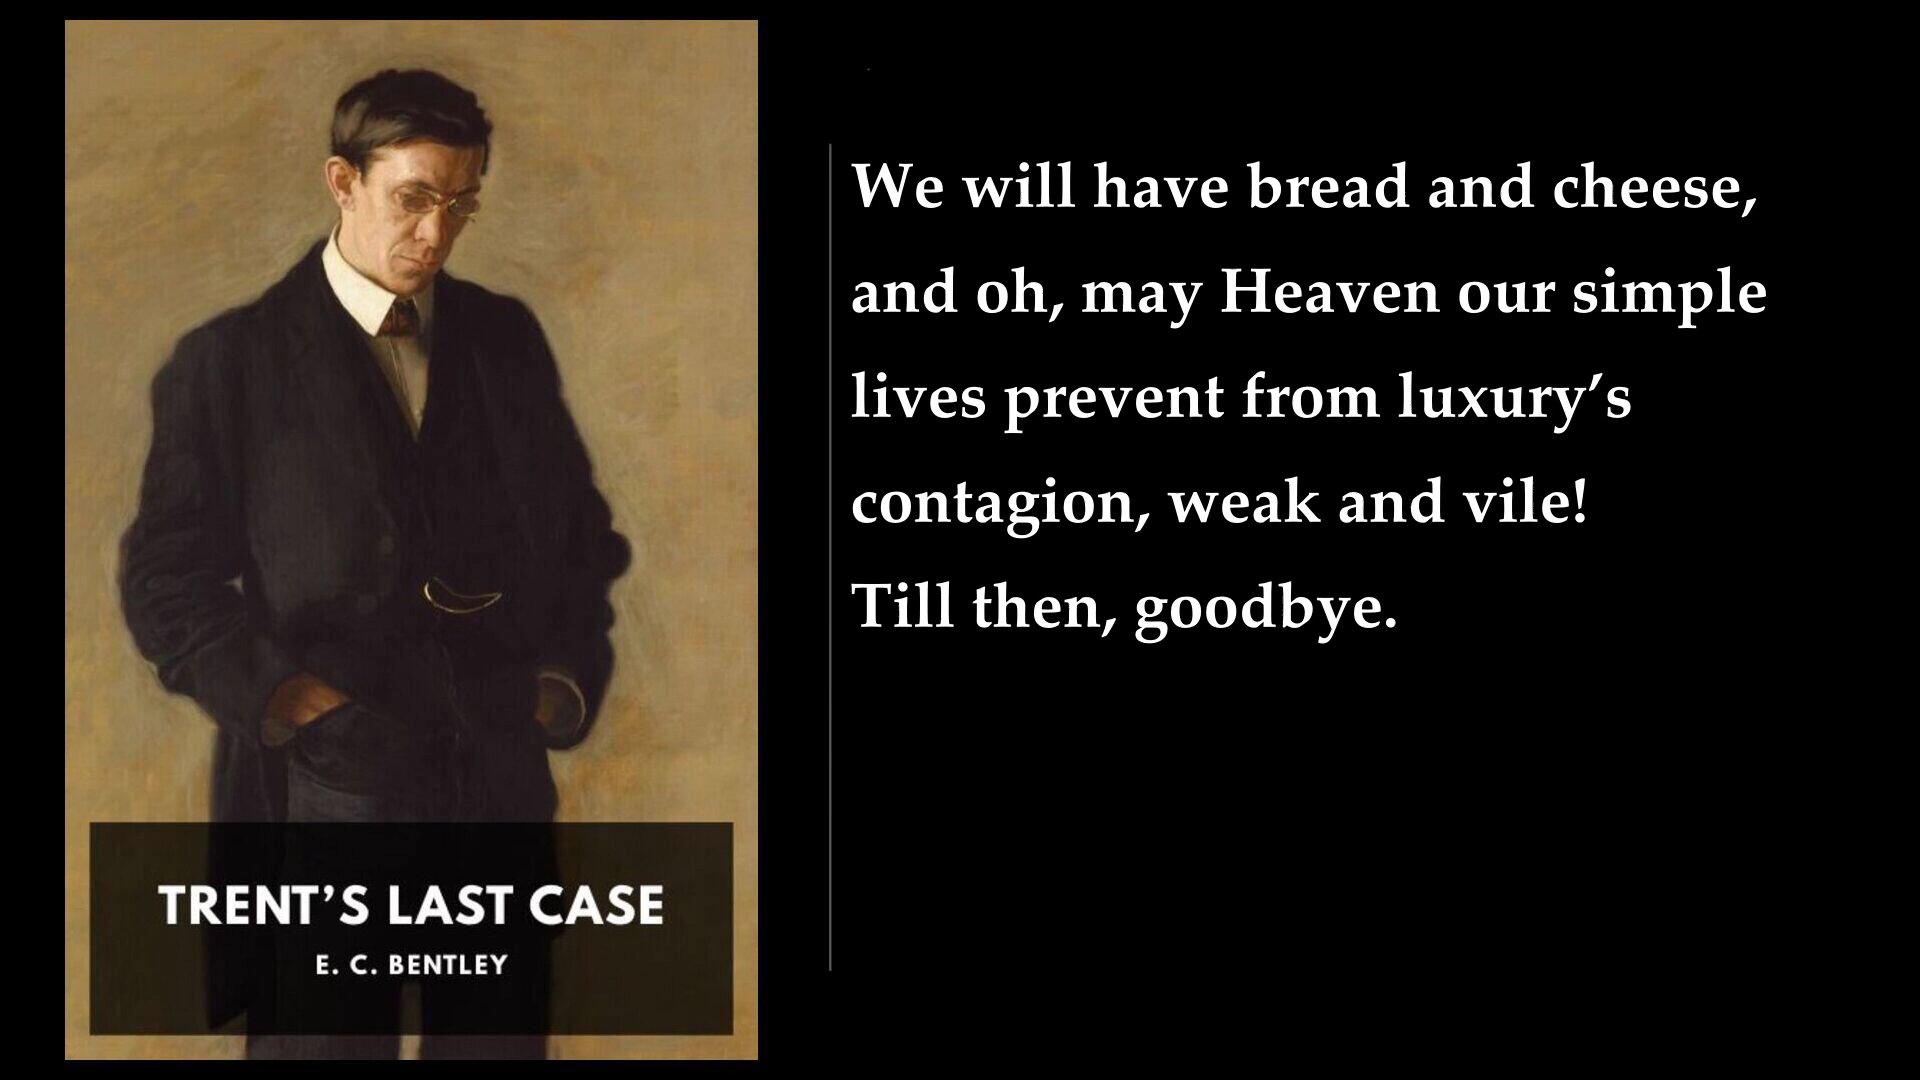 We will have bread and cheese,
and oh, may Heaven our simple
lives prevent from luxury’s
contagion, weak and vile!
Till then, goodbye.
TRENT’S LAST CASE
E. C. BENTLEY